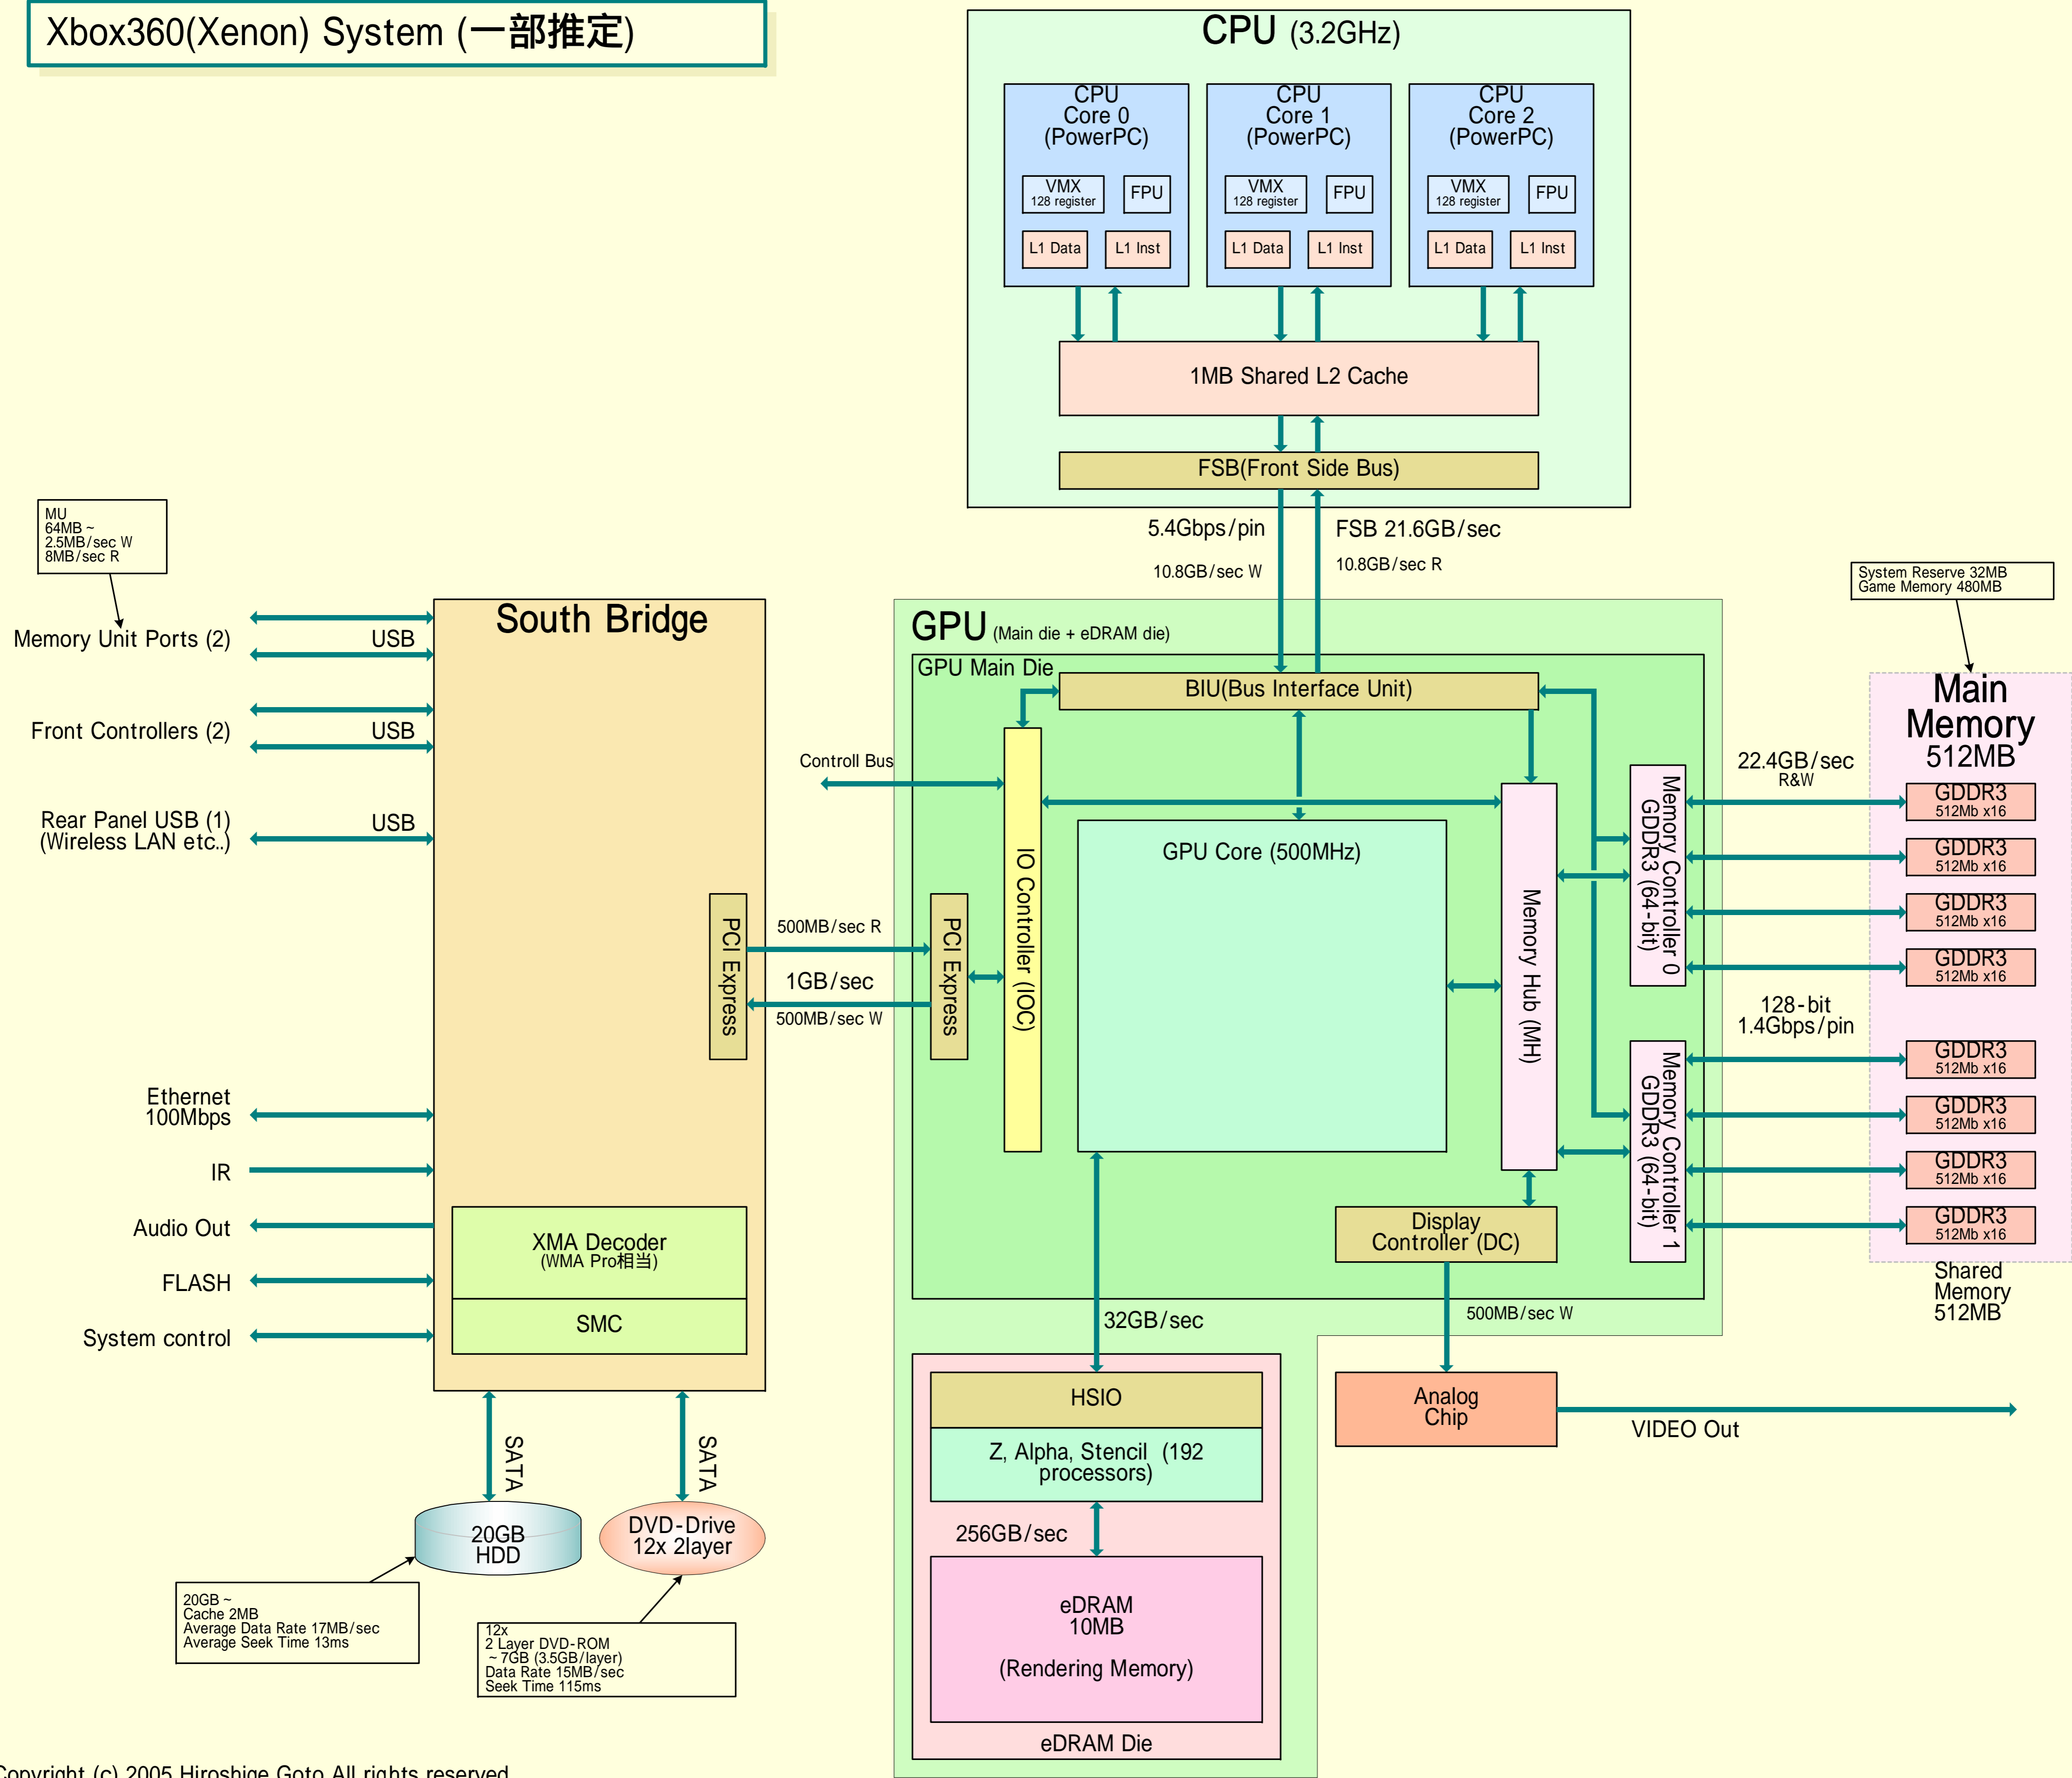 Xbox360(Xenon) System (一部推定)
CPU (3.2GHz)
CPU
Core 0
(PowerPC)
VMX
128 register
FPU
L1 Data
L1 Inst
CPU
Core 1
(PowerPC)
VMX
128 register
FPU
L1 Data
L1 Inst
CPU
Core 2
(PowerPC)
VMX
128 register
FPU
L1 Data
L1 Inst
1MB Shared L2 Cache
FSB(Front Side Bus)
5.4Gbps/pin
FSB 21.6GB/sec
10.8GB/sec W
10.8GB/sec R
MU
64MB ~
2.5MB/sec W
8MB/sec R
Memory Unit Ports (2)
USB
Front Controllers (2)
USB
Rear Panel USB (1)
(Wireless LAN etc..)
USB
Ethernet
100Mbps
IR
Audio Out
FLASH
System control
South Bridge
PCI Express
XMA Decoder
(WMA Pro相当)
SMC
500MB/sec R
1GB/sec
500MB/sec W
Controll Bus
SATA
SATA
20GB
HDD
DVD-Drive
12x 2layer
20GB ~
Cache 2MB
Average Data Rate 17MB/sec
Average Seek Time 13ms
12x
2 Layer DVD-ROM
~7GB (3.5GB/layer)
Data Rate 15MB/sec
Seek Time 115ms
GPU (Main die + eDRAM die)
GPU Main Die
BIU(Bus Interface Unit)
PCI Express
IO Controller (IOC)
GPU Core (500MHz)
Memory Hub (MH)
Memory Controller 0
GDDR3 (64-bit)
Memory Controller 1
GDDR3 (64-bit)
Display
Controller (DC)
32GB/sec
500MB/sec W
HSIO
Z, Alpha, Stencil (192
processors)
256GB/sec
eDRAM
10MB
(Rendering Memory)
eDRAM Die
Analog
Chip
VIDEO Out
System Reserve 32MB
Game Memory 480MB
Main
Memory
512MB
22.4GB/sec
R&W
GDDR3
512Mb x16
GDDR3
512Mb x16
GDDR3
512Mb x16
GDDR3
512Mb x16
128-bit
1.4Gbps/pin
GDDR3
512Mb x16
GDDR3
512Mb x16
GDDR3
512Mb x16
GDDR3
512Mb x16
Shared
Memory
512MB
Copyright (c) 2005 Hiroshige Goto All rights reserved